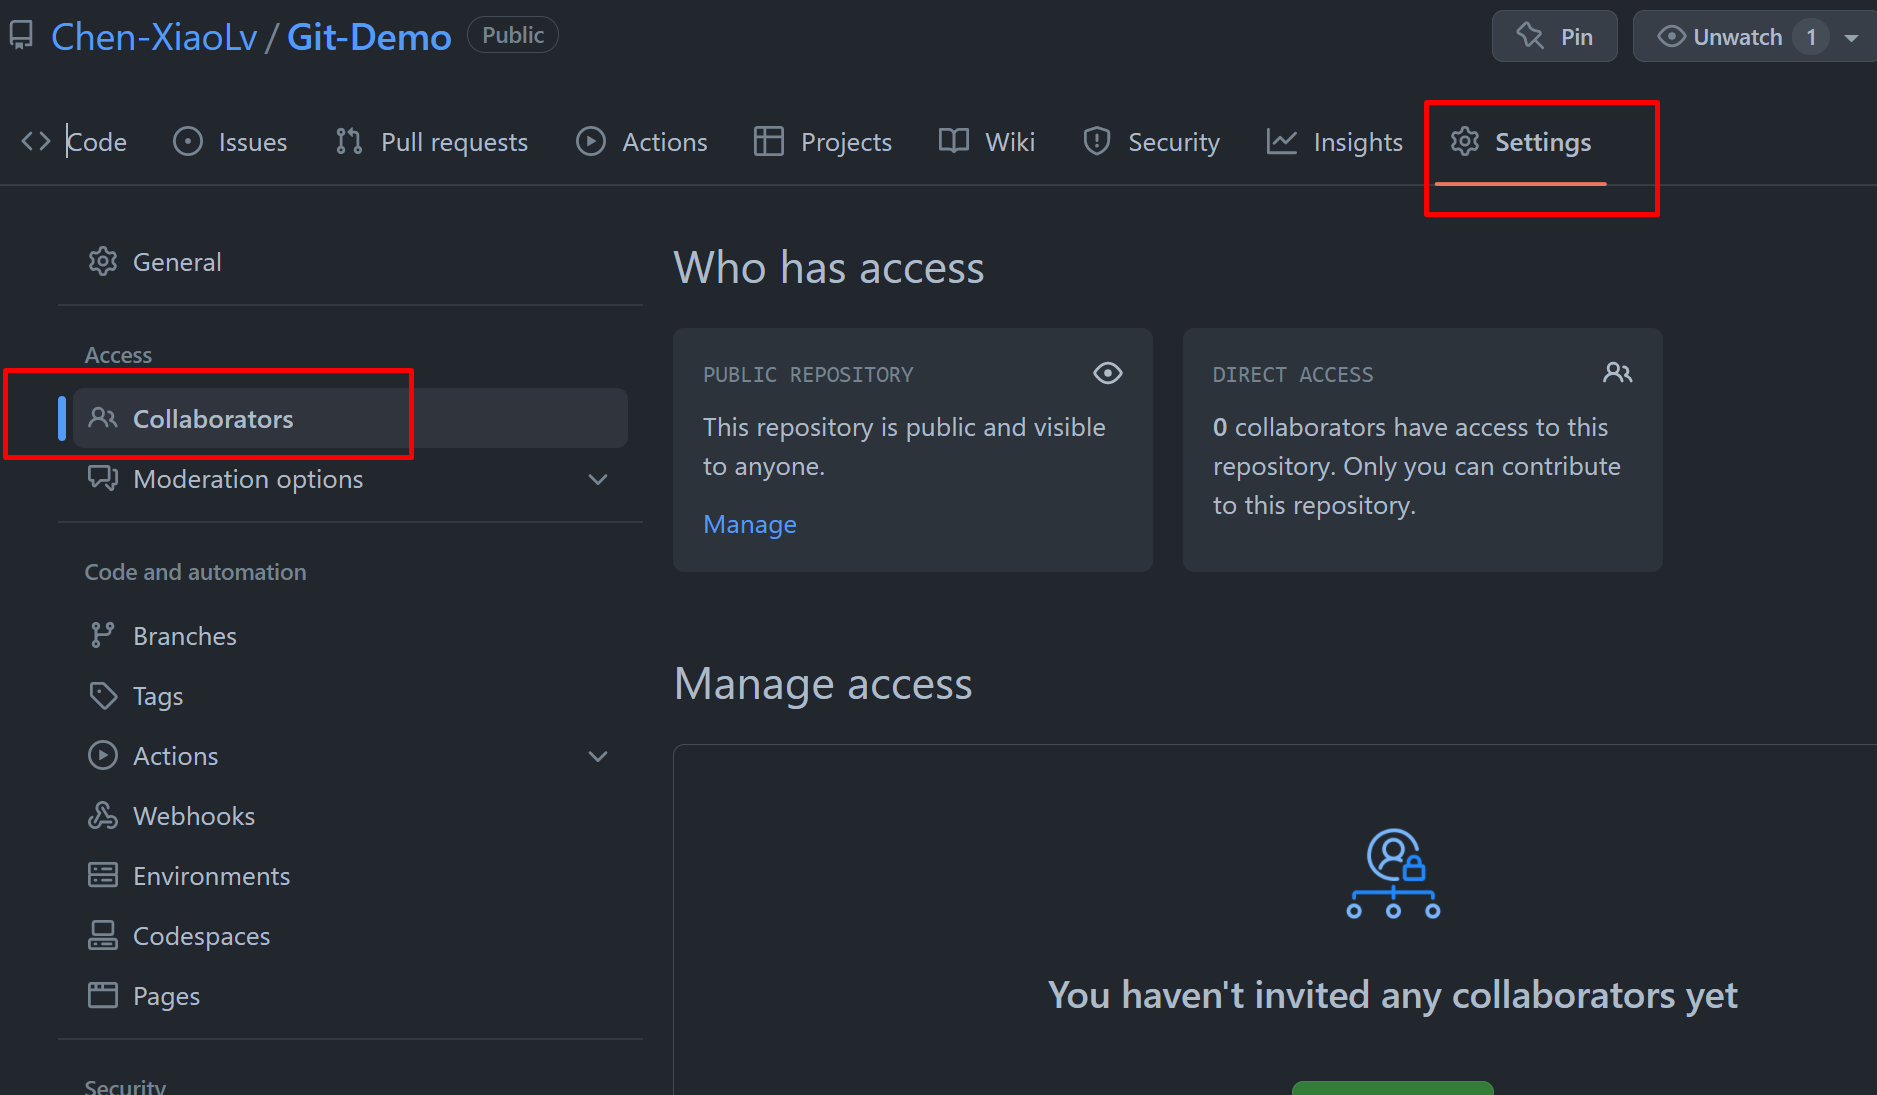 Chen-XiaoLv / Git-Demo Public
Pin
Unwatch 1
Code Issues Pull requests Actions Projects Wiki Security Insights Settings
General
Access
Collaborators
Moderation options
Code and automation
Branches
Tags
Actions
Webhooks
Environments
Codespaces
Pages
Security
Who has access
PUBLIC REPOSITORY
This repository is public and visible
to anyone.
Manage
DIRECT ACCESS
0 collaborators have access to this
repository. Only you can contribute
to this repository.
Manage access
You haven't invited any collaborators yet